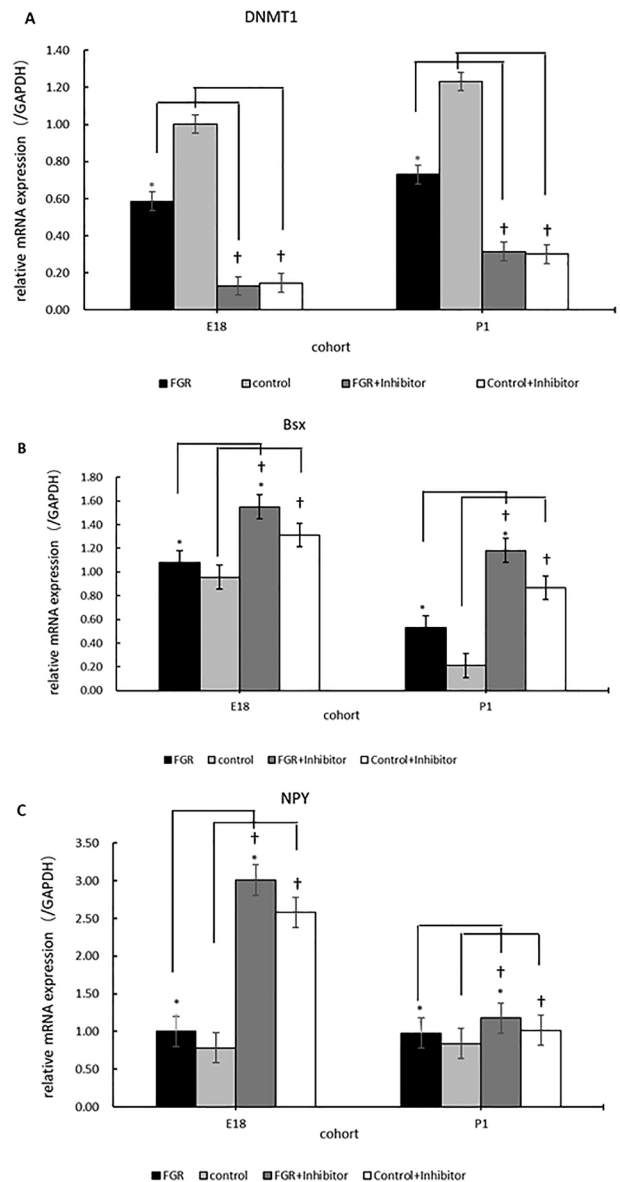 A
DNMT1
relative mRNA expression (/GAPDH)
1.40
1.20
1.00
0.80
0.60
0.40
0.20
0.00
*
†
†
*
†
†
E18
P1
cohort
FGR
control
FGR+Inhibitor
Control+Inhibitor
B
Bsx
relative mRNA expression (/GAPDH)
1.80
1.60
1.40
1.20
1.00
0.80
0.60
0.40
0.20
0.00
*
†
*
†
*
†
*
†
E18
P1
cohort
FGR
control
FGR+Inhibitor
Control+Inhibitor
C
NPY
relative mRNA expression (/GAPDH)
3.50
3.00
2.50
2.00
1.50
1.00
0.50
0.00
*
†
*
†
*
†
*
†
E18
P1
cohort
FGR
control
FGR+Inhibitor
Control+Inhibitor